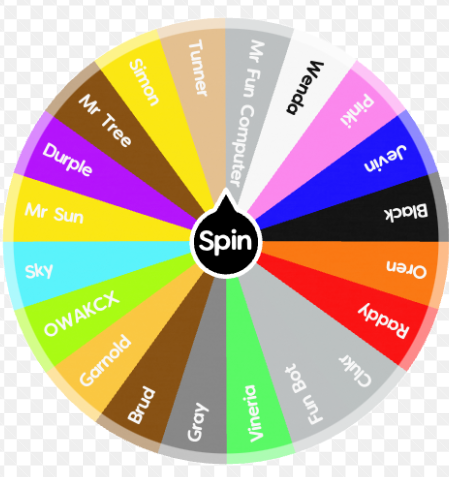 Mr Fun Computer
Wenda
Pinki
Jevin
Black
Oren
Raddy
Clukr
Fun Bot
Vineria
Gray
Brud
Garnold
OWAKCX
Sky
Mr Sun
Durple
Mr Tree
Simon
Tunner
Spin